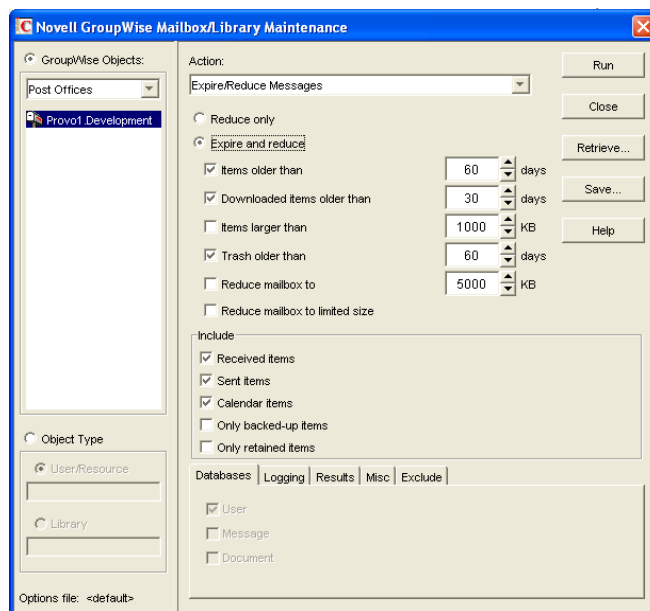 Novell GroupWise Mailbox/Library Maintenance
GroupWise Objects:
Post Offices
Provo1.Development
Object Type
User/Resource
Library
Options file: <default>
Action:
Expire/Reduce Messages
Reduce only
Expire and reduce
Items older than 60 days
Downloaded items older than 30 days
Items larger than 1000 KB
Trash older than 60 days
Reduce mailbox to 5000 KB
Reduce mailbox to limited size
Include
Received items
Sent items
Calendar items
Only backed-up items
Only retained items
Databases Logging Results Misc Exclude
User
Message
Document
Run
Close
Retrieve...
Save...
Help